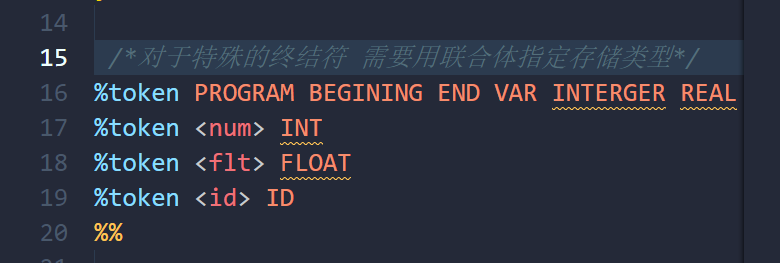 14
15 /*对于特殊的终结符 需要用联合体指定存储类型*/
16 %token PROGRAM BEGINING END VAR INTERGER REAL
17 %token <num> INT
18 %token <flt> FLOAT
19 %token <id> ID
20 %%